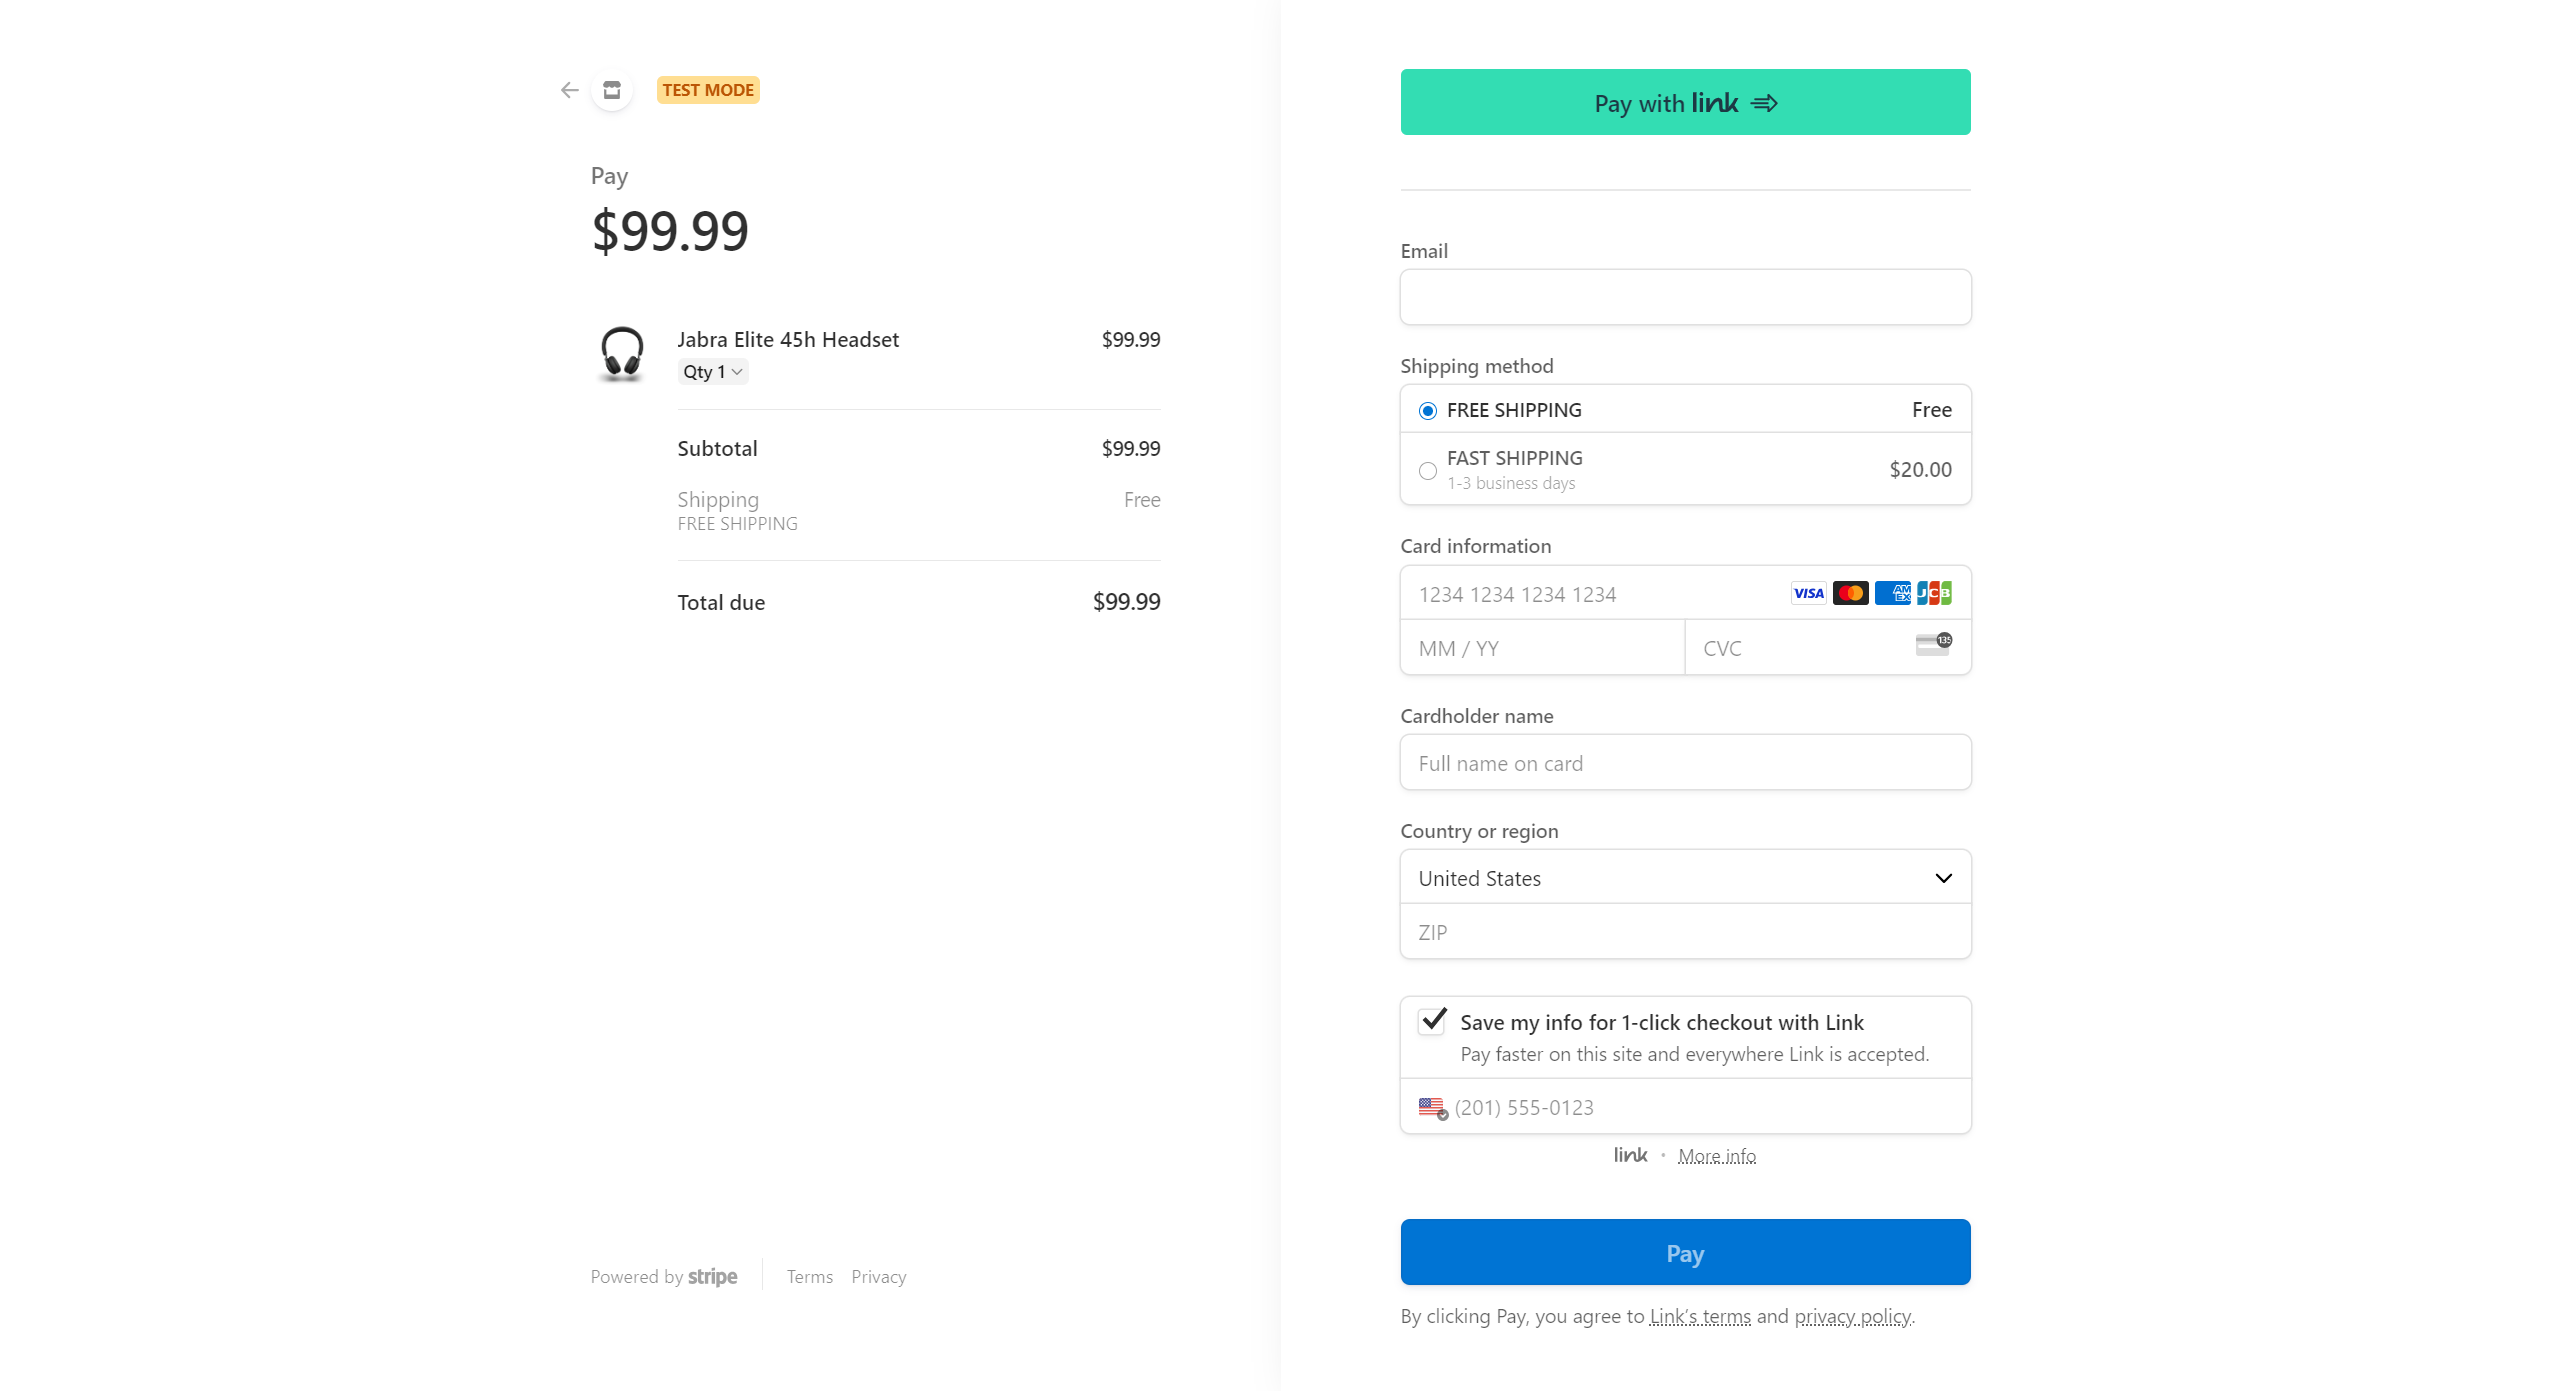 TEST MODE
Pay
$99.99
Jabra Elite 45h Headset $99.99
Qty 1
Subtotal $99.99
Shipping Free
FREE SHIPPING
Total due $99.99
Powered by stripe Terms Privacy
Pay with link
Email
Shipping method
FREE SHIPPING Free
FAST SHIPPING $20.00
1-3 business days
Card information
1234 1234 1234 1234 VISA AMEX JCB
MM / YY CVC 135
Cardholder name
Full name on card
Country or region
United States
ZIP
Save my info for 1-click checkout with Link
Pay faster on this site and everywhere Link is accepted.
(201) 555-0123
link • More info
Pay
By clicking Pay, you agree to Link’s terms and privacy policy.